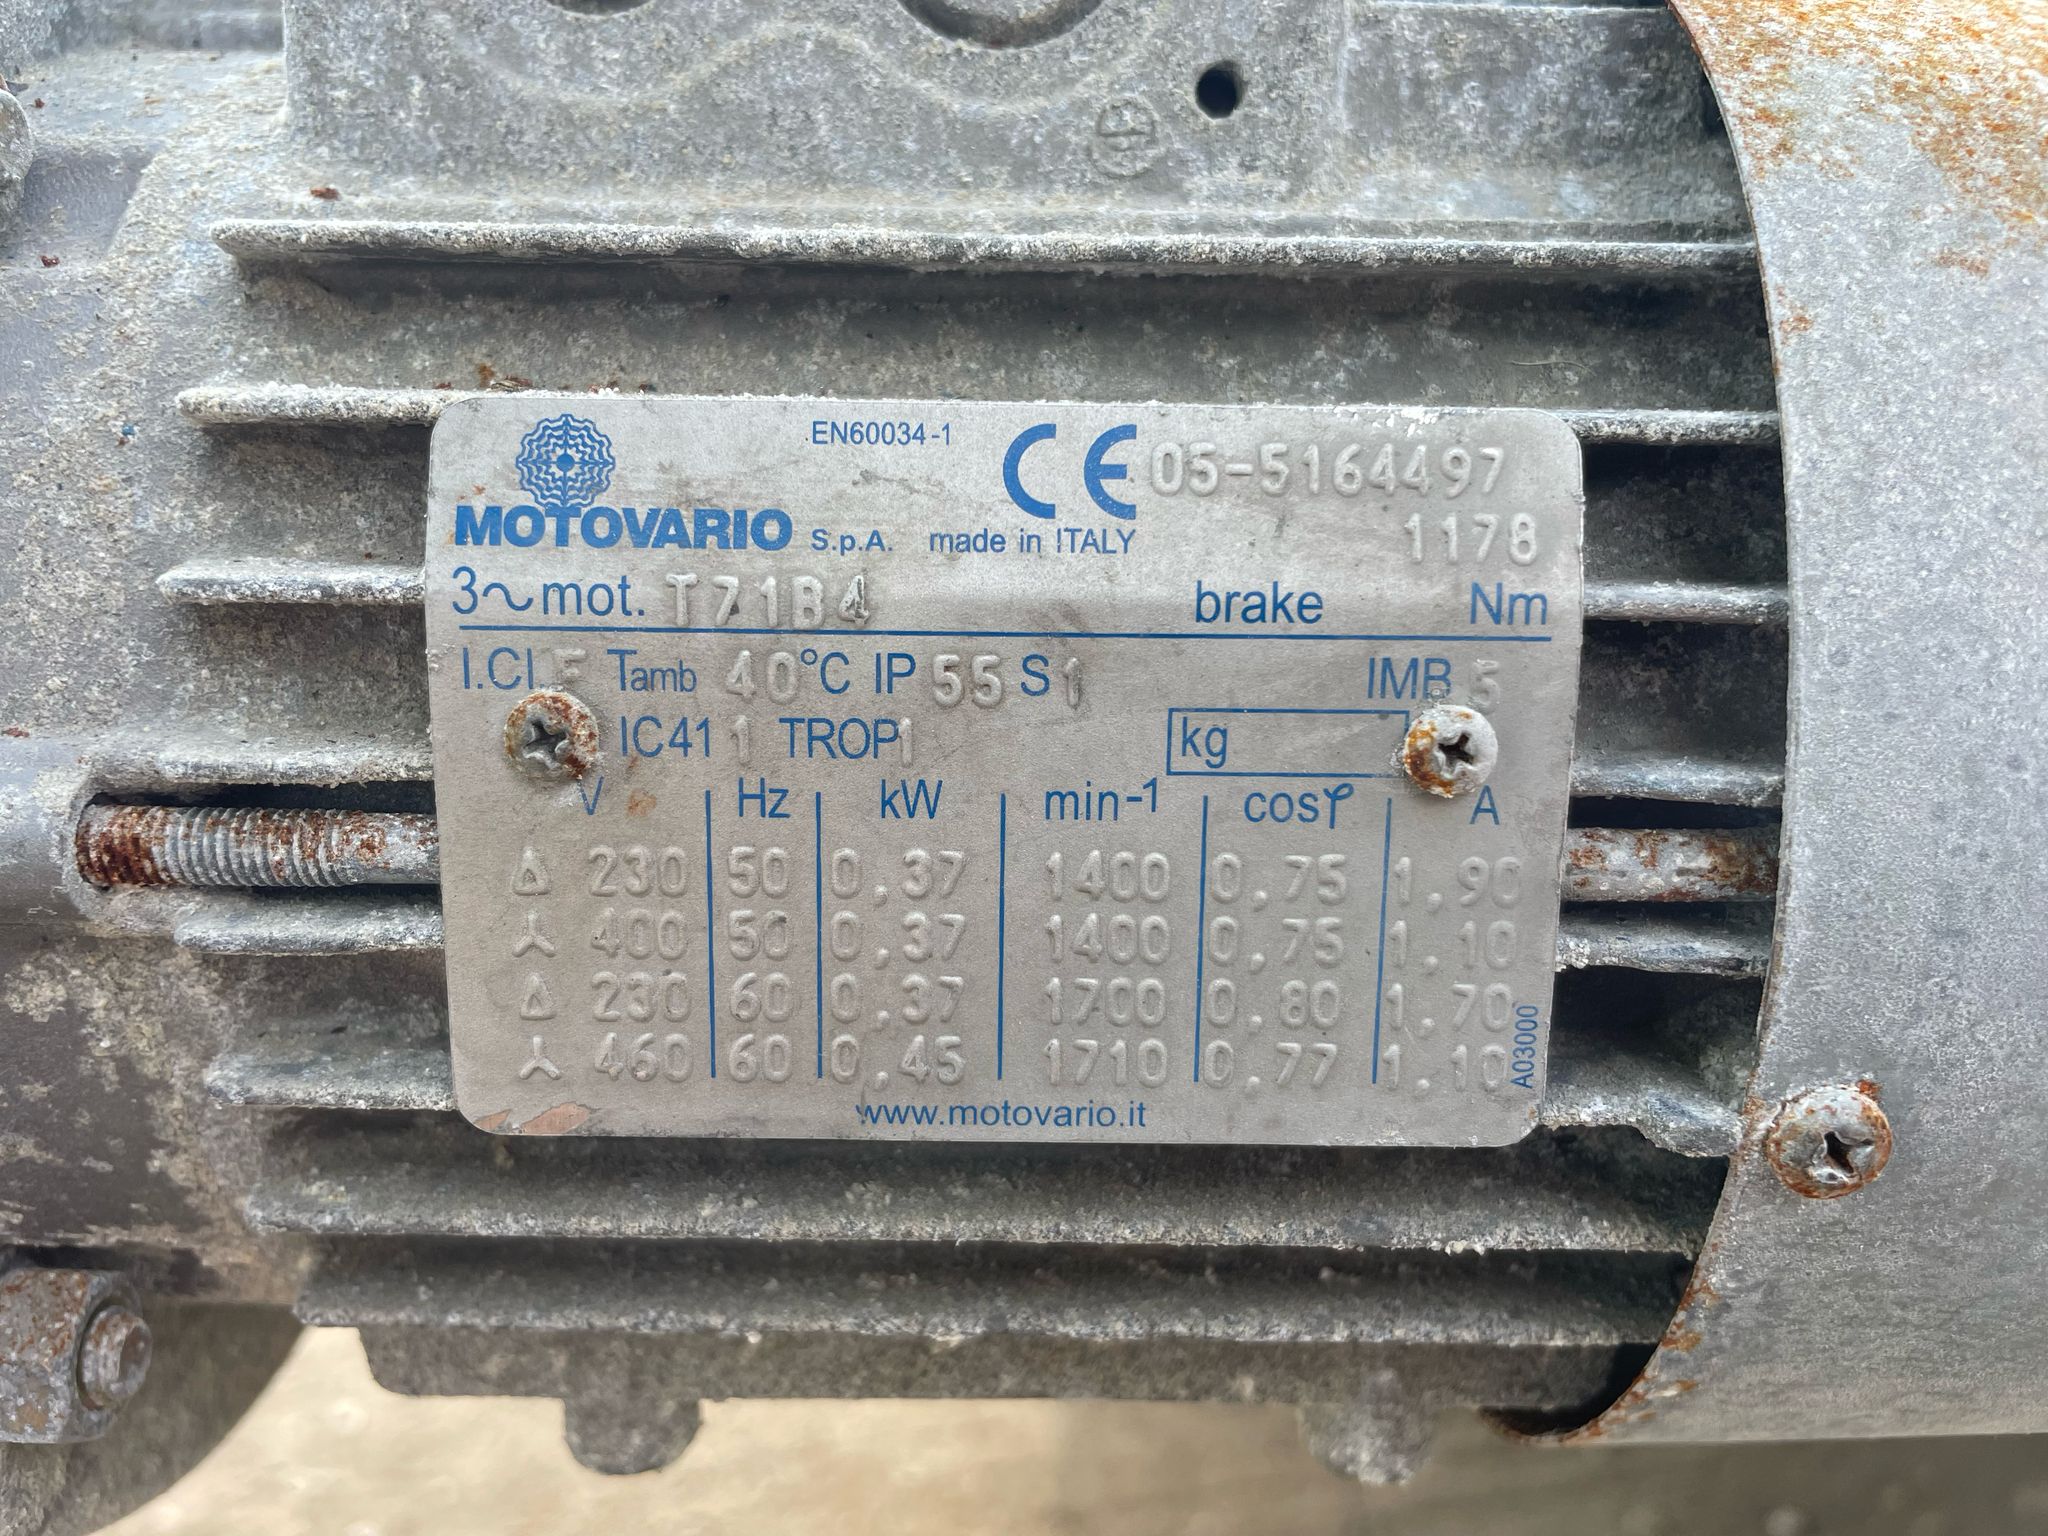 EN60034-1 CE 05-5164497
MOTOVARIO S.p.A. made in ITALY 1178
3~mot. T71B4 brake Nm
I.Cl.F Tamb 40°C IP 55 S1 IMB 5
IC41 1 TROP1 kg
V Hz kW min-1 cosφ A
Δ 230 50 0,37 1400 0,75 1,90
Y 400 50 0,37 1400 0,75 1,10
Δ 230 60 0,37 1700 0,80 1,70
Y 460 60 0,45 1710 0,77 1,10
A03000
www.motovario.it